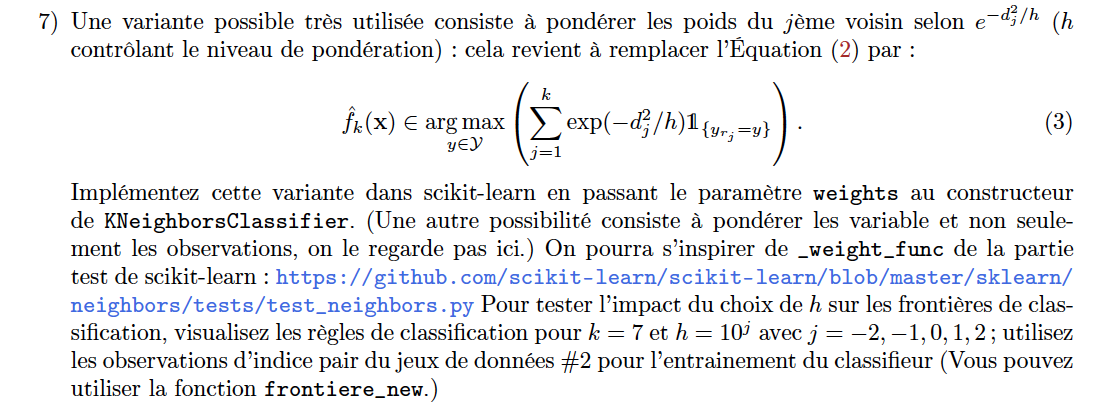 7) Une variante possible très utilisée consiste à pondérer les poids du jème voisin selon e^{-d_j^2/h} (h
contrôlant le niveau de pondération) : cela revient à remplacer l'Équation (2) par :
\hat{f}_k(\mathbf{x}) \in \arg\max_{y \in \mathcal{Y}} \left( \sum_{j=1}^{k} \exp(-d_j^2/h) \mathbb{1}_{\{y_{r_j}=y\}} \right) . (3)
Implémentez cette variante dans scikit-learn en passant le paramètre weights au constructeur
de KNeighborsClassifier. (Une autre possibilité consiste à pondérer les variable et non seule-
ment les observations, on le regarde pas ici.) On pourra s'inspirer de _weight_func de la partie
test de scikit-learn : https://github.com/scikit-learn/scikit-learn/blob/master/sklearn/
neighbors/tests/test_neighbors.py Pour tester l'impact du choix de h sur les frontières de clas-
sification, visualisez les règles de classification pour k = 7 et h = 10^j avec j = −2, −1, 0, 1, 2 ; utilisez
les observations d'indice pair du jeux de données #2 pour l'entrainement du classifieur (Vous pouvez
utiliser la fonction frontiere_new.)